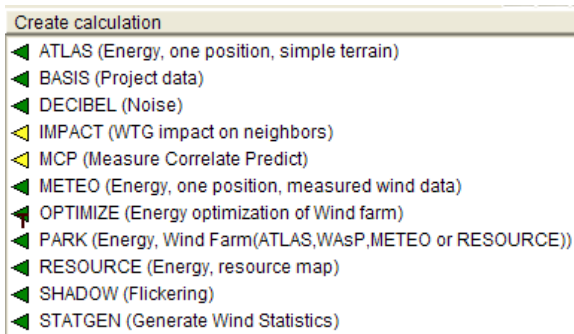 Create calculation
ATLAS (Energy, one position, simple terrain)
BASIS (Project data)
DECIBEL (Noise)
IMPACT (WTG impact on neighbors)
MCP (Measure Correlate Predict)
METEO (Energy, one position, measured wind data)
OPTIMIZE (Energy optimization of Wind farm)
PARK (Energy, Wind Farm(ATLAS,WAsP,METEO or RESOURCE))
RESOURCE (Energy, resource map)
SHADOW (Flickering)
STATGEN (Generate Wind Statistics)